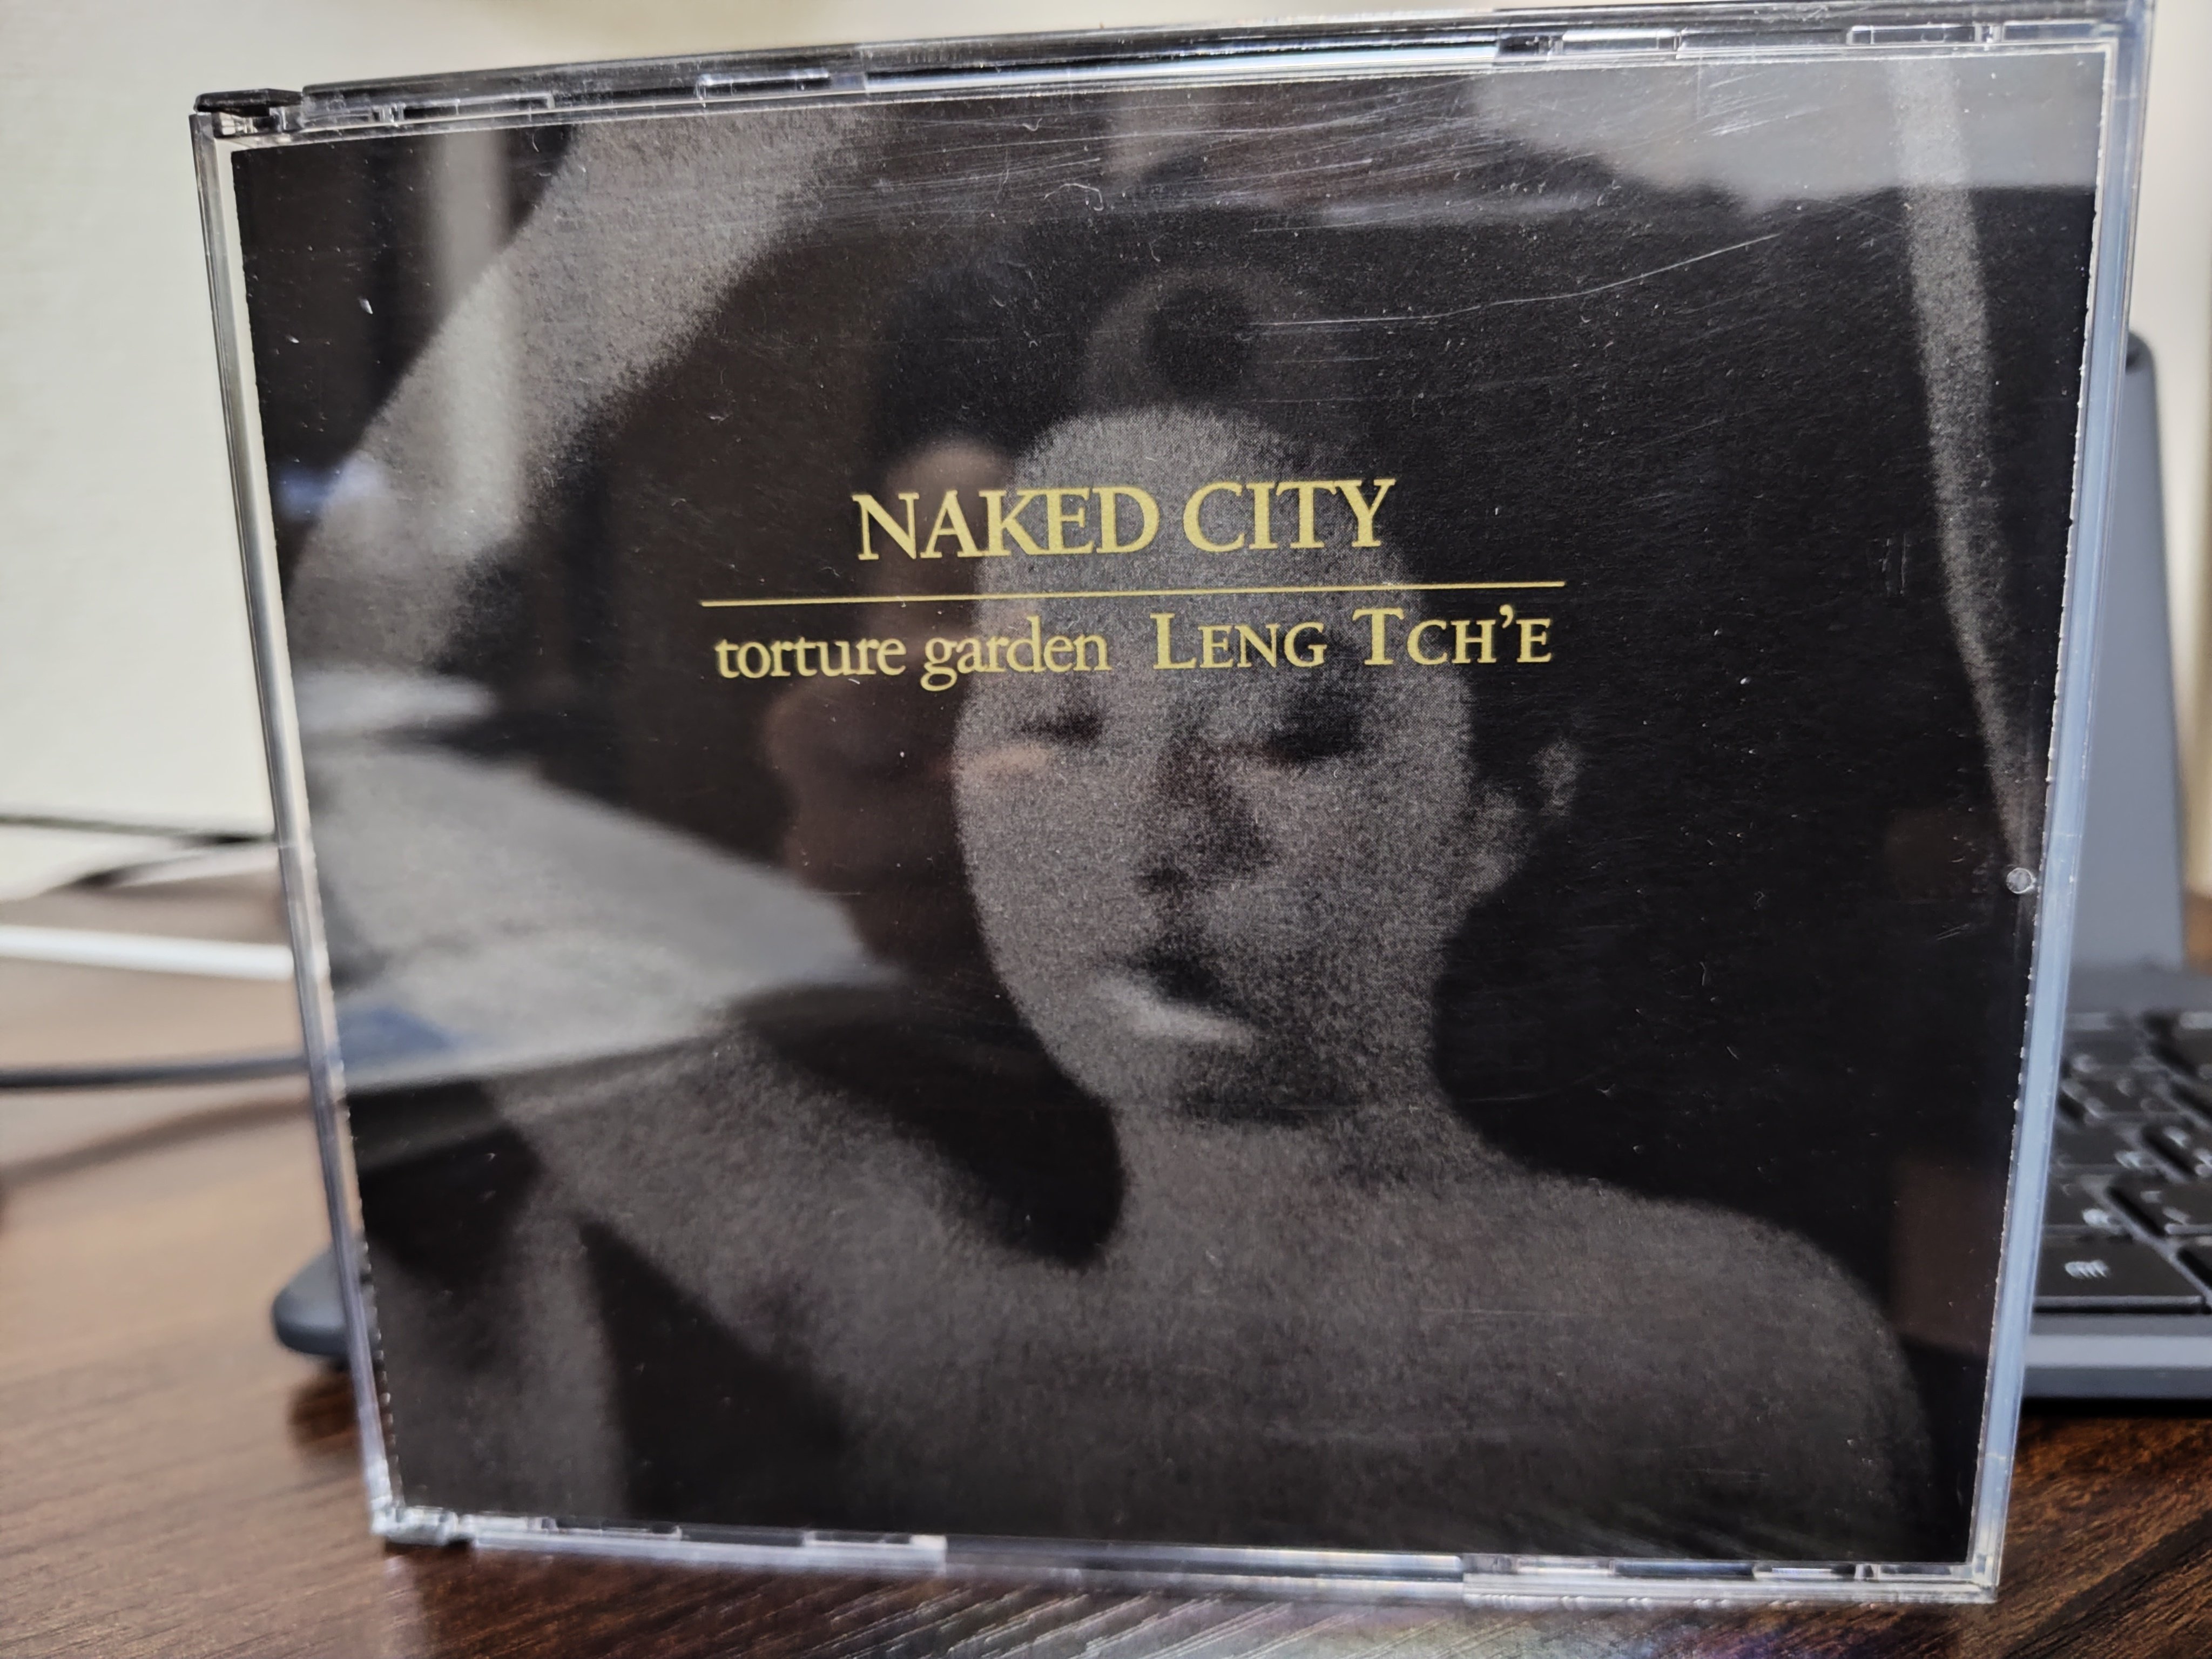 NAKED CITY
torture garden LENG TCH'E